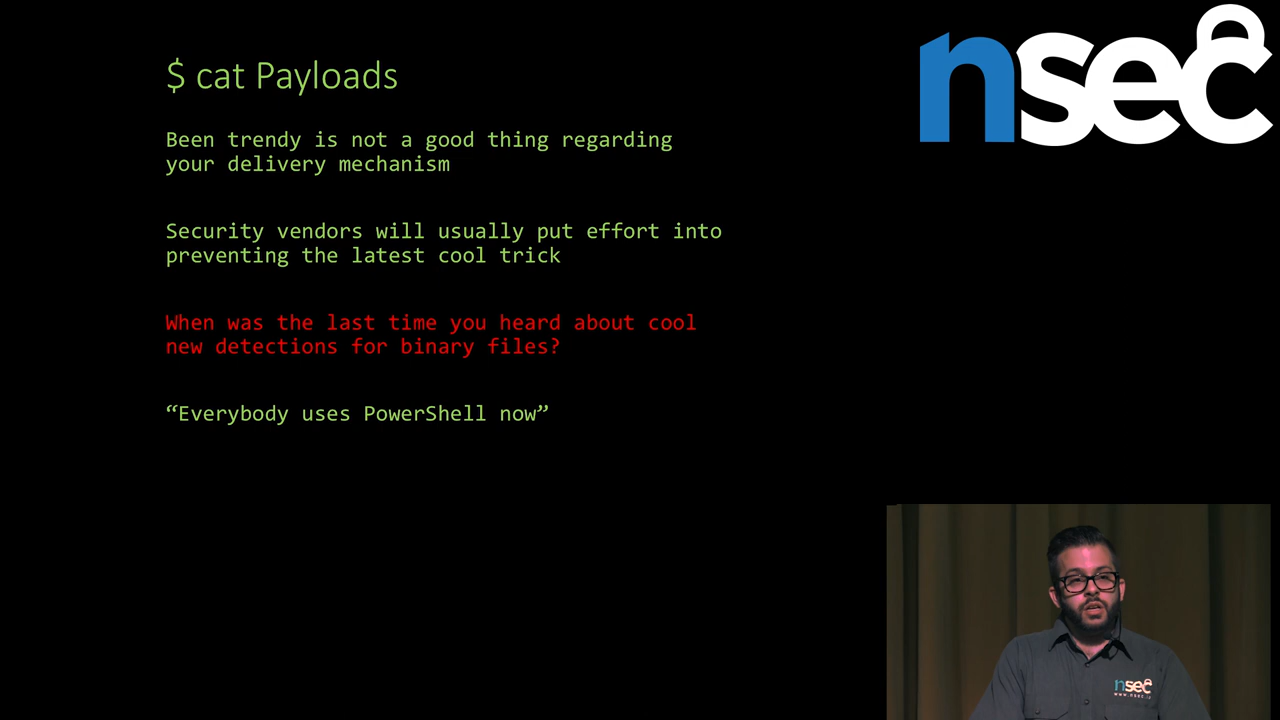 $ cat Payloads
nsec
Been trendy is not a good thing regarding
your delivery mechanism
Security vendors will usually put effort into
preventing the latest cool trick
When was the last time you heard about cool
new detections for binary files?
“Everybody uses PowerShell now”
nsec